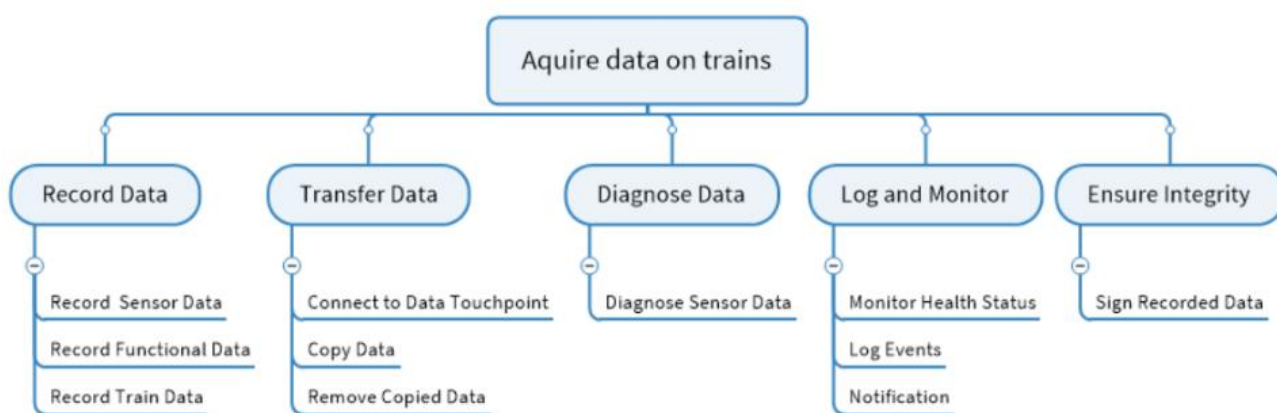 Aquire data on trains
Record Data
Transfer Data
Diagnose Data
Log and Monitor
Ensure Integrity
Record Sensor Data
Connect to Data Touchpoint
Diagnose Sensor Data
Monitor Health Status
Sign Recorded Data
Record Functional Data
Copy Data
Log Events
Record Train Data
Remove Copied Data
Notification